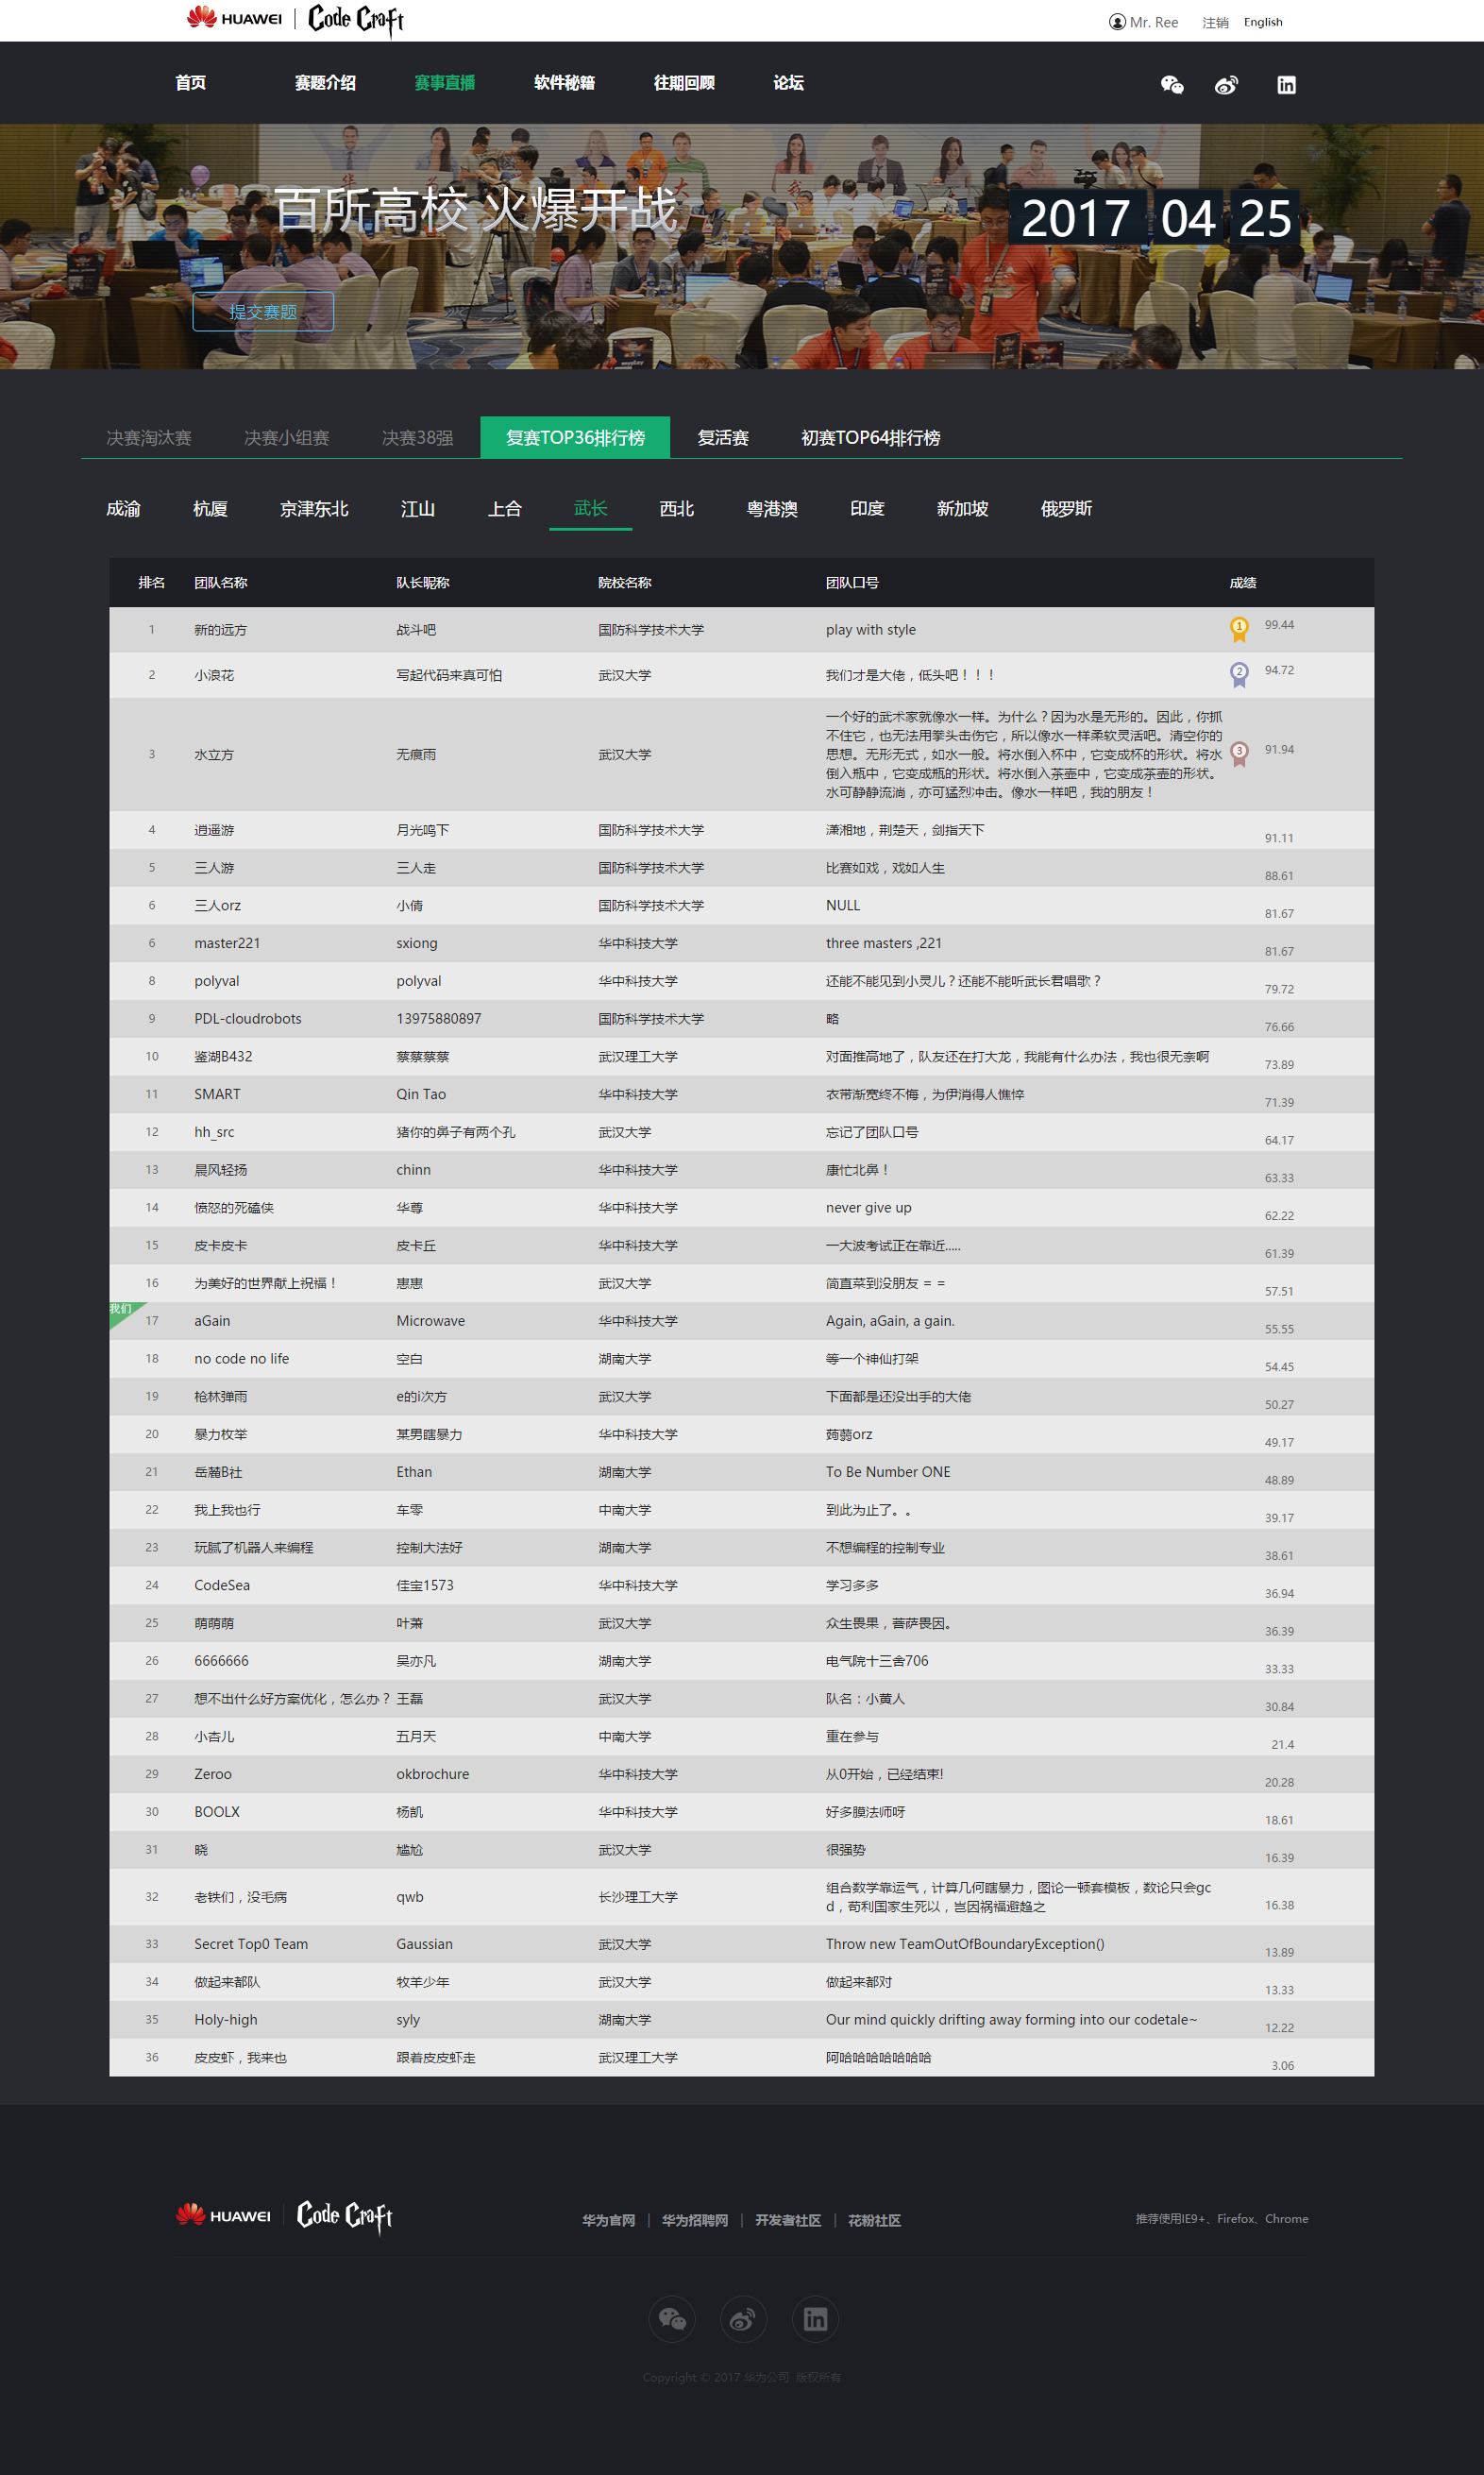 HUAWEI Code Craft
Mr. Ree 注销 English
首页 赛题介绍 赛事直播 软件秘籍 往期回顾 论坛
百所高校 火爆开战
2017 04 25
提交赛题
决赛淘汰赛 决赛小组赛 决赛38强 复赛TOP36排行榜 复活赛 初赛TOP64排行榜
成渝 杭厦 京津东北 江山 上合 武长 西北 粤港澳 印度 新加坡 俄罗斯
排名 团队名称 队长昵称 院校名称 团队口号 成绩
1 新的远方 战斗吧 国防科学技术大学 play with style 1 99.44
2 小浪花 写起代码来真可怕 武汉大学 我们才是大佬，低头吧！！！ 2 94.72
3 水立方 无痕雨 武汉大学 一个好的武术家就像水一样。为什么？因为水是无形的。因此，你抓
不住它，也无法用拳头击伤它，所以像水一样柔软灵活吧。清空你的
思想。无形无式，如水一般。将水倒入杯中，它变成杯的形状。将水
倒入瓶中，它变成瓶的形状。将水倒入茶壶中，它变成茶壶的形状。
水可静静流淌，亦可猛烈冲击。像水一样吧，我的朋友！ 3 91.94
4 逍遥游 月光鸣下 国防科学技术大学 潇湘地，荆楚天，剑指天下 91.11
5 三人游 三人走 国防科学技术大学 比赛如戏，戏如人生 88.61
6 三人orz 小倩 国防科学技术大学 NULL 81.67
6 master221 sxiong 华中科技大学 three masters ,221 81.67
8 polyval polyval 华中科技大学 还能不能见到小灵儿？还能不能听武长君唱歌？ 79.72
9 PDL-cloudrobots 13975880897 国防科学技术大学 略 76.66
10 鉴湖B432 蔡蔡蔡蔡 武汉理工大学 对面推高地了，队友还在打大龙，我能有什么办法，我也很无奈啊 73.89
11 SMART Qin Tao 华中科技大学 衣带渐宽终不悔，为伊消得人憔悴 71.39
12 hh_src 猪你的鼻子有两个孔 武汉大学 忘记了团队口号 64.17
13 晨风轻扬 chinn 华中科技大学 康忙北鼻！ 63.33
14 愤怒的死磕侠 华尊 华中科技大学 never give up 62.22
15 皮卡皮卡 皮卡丘 华中科技大学 一大波考试正在靠近..... 61.39
16 为美好的世界献上祝福！ 惠惠 武汉大学 简直菜到没朋友 = = 57.51
我们 17 aGain Microwave 华中科技大学 Again, aGain, a gain. 55.55
18 no code no life 空白 湖南大学 等一个神仙打架 54.45
19 枪林弹雨 e的i次方 武汉大学 下面都是还没出手的大佬 50.27
20 暴力枚举 某男瞎暴力 华中科技大学 蒟蒻orz 49.17
21 岳麓B社 Ethan 湖南大学 To Be Number ONE 48.89
22 我上我也行 车零 中南大学 到此为止了。。 39.17
23 玩腻了机器人来编程 控制大法好 湖南大学 不想编程的控制专业 38.61
24 CodeSea 佳宝1573 华中科技大学 学习多多 36.94
25 萌萌萌 叶萧 武汉大学 众生畏果，菩萨畏因。 36.39
26 6666666 吴亦凡 湖南大学 电气院十三舍706 33.33
27 想不出什么好方案优化，怎么办？ 王磊 武汉大学 队名：小黄人 30.84
28 小杏儿 五月天 中南大学 重在参与 21.4
29 Zeroo okbrochure 华中科技大学 从0开始，已经结束! 20.28
30 BOOLX 杨凯 华中科技大学 好多膜法师呀 18.61
31 晓 尴尬 武汉大学 很强势 16.39
32 老铁们，没毛病 qwb 长沙理工大学 组合数学靠运气，计算几何瞎暴力，图论一顿套模板，数论只会gc
d，苟利国家生死以，岂因祸福避趋之 16.38
33 Secret Top0 Team Gaussian 武汉大学 Throw new TeamOutOfBoundaryException() 13.89
34 做起来都队 牧羊少年 武汉大学 做起来都对 13.33
35 Holy-high syly 湖南大学 Our mind quickly drifting away forming into our codetale~ 12.22
36 皮皮虾，我来也 跟着皮皮虾走 武汉理工大学 阿哈哈哈哈哈哈哈 3.06
HUAWEI Code Craft
华为官网 | 华为招聘网 | 开发者社区 | 花粉社区
推荐使用IE9+、Firefox、Chrome
Copyright © 2017 华为公司 版权所有